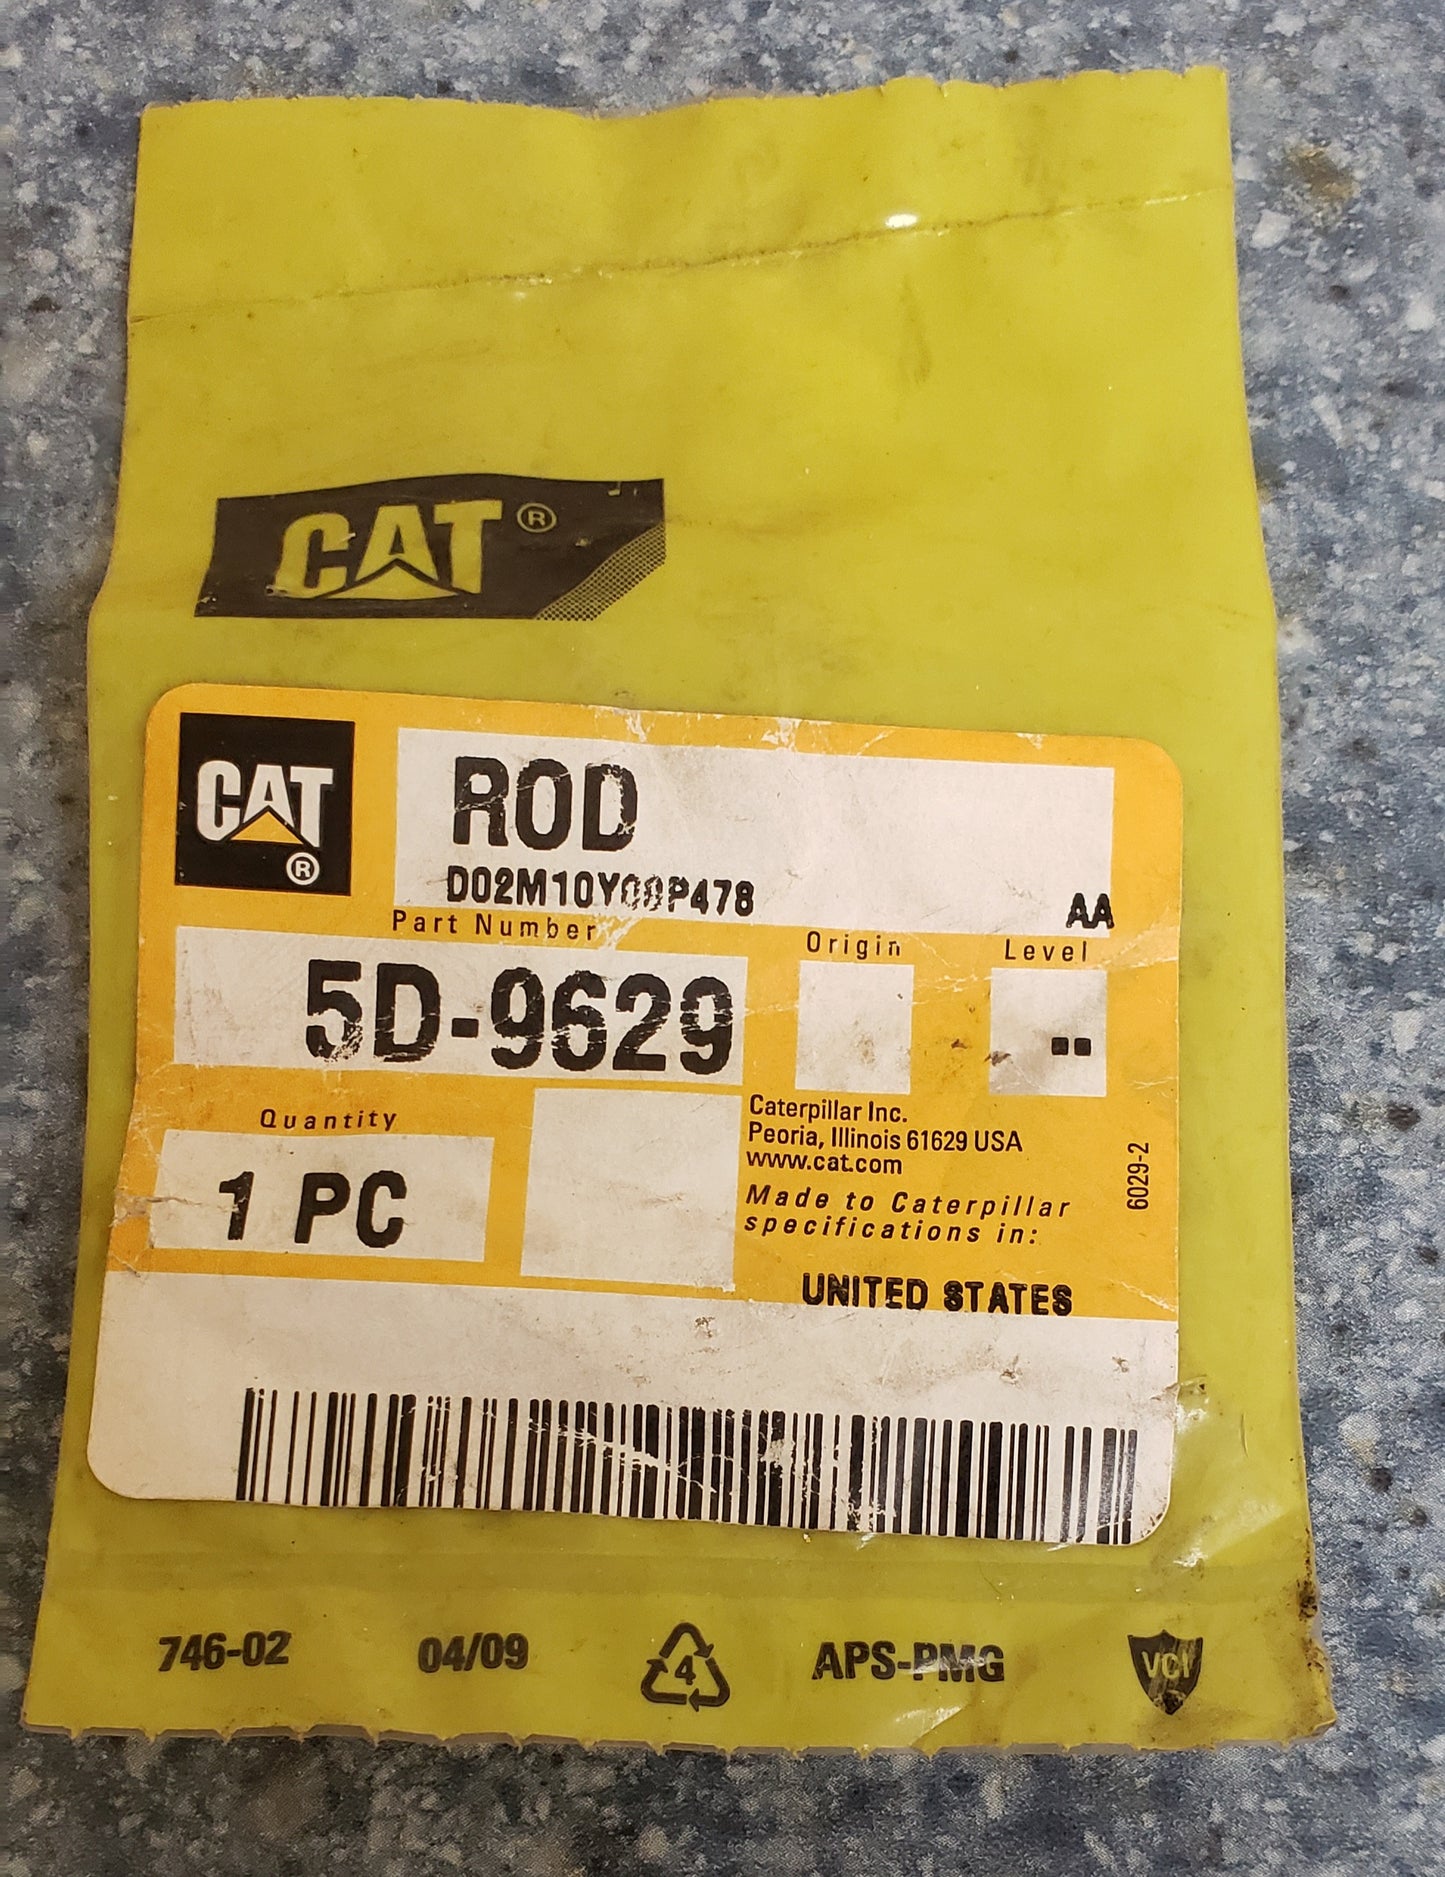 CAT ®
CAT ®
ROD
D02M10Y09P478
AA
Part Number
Origin
Level
5D-9629
--
Quantity
1 PC
Caterpillar Inc.
Peoria, Illinois 61629 USA
www.cat.com
Made to Caterpillar
specifications in:
UNITED STATES
6029-2
746-02 04/09 4 APS-PMG VCI